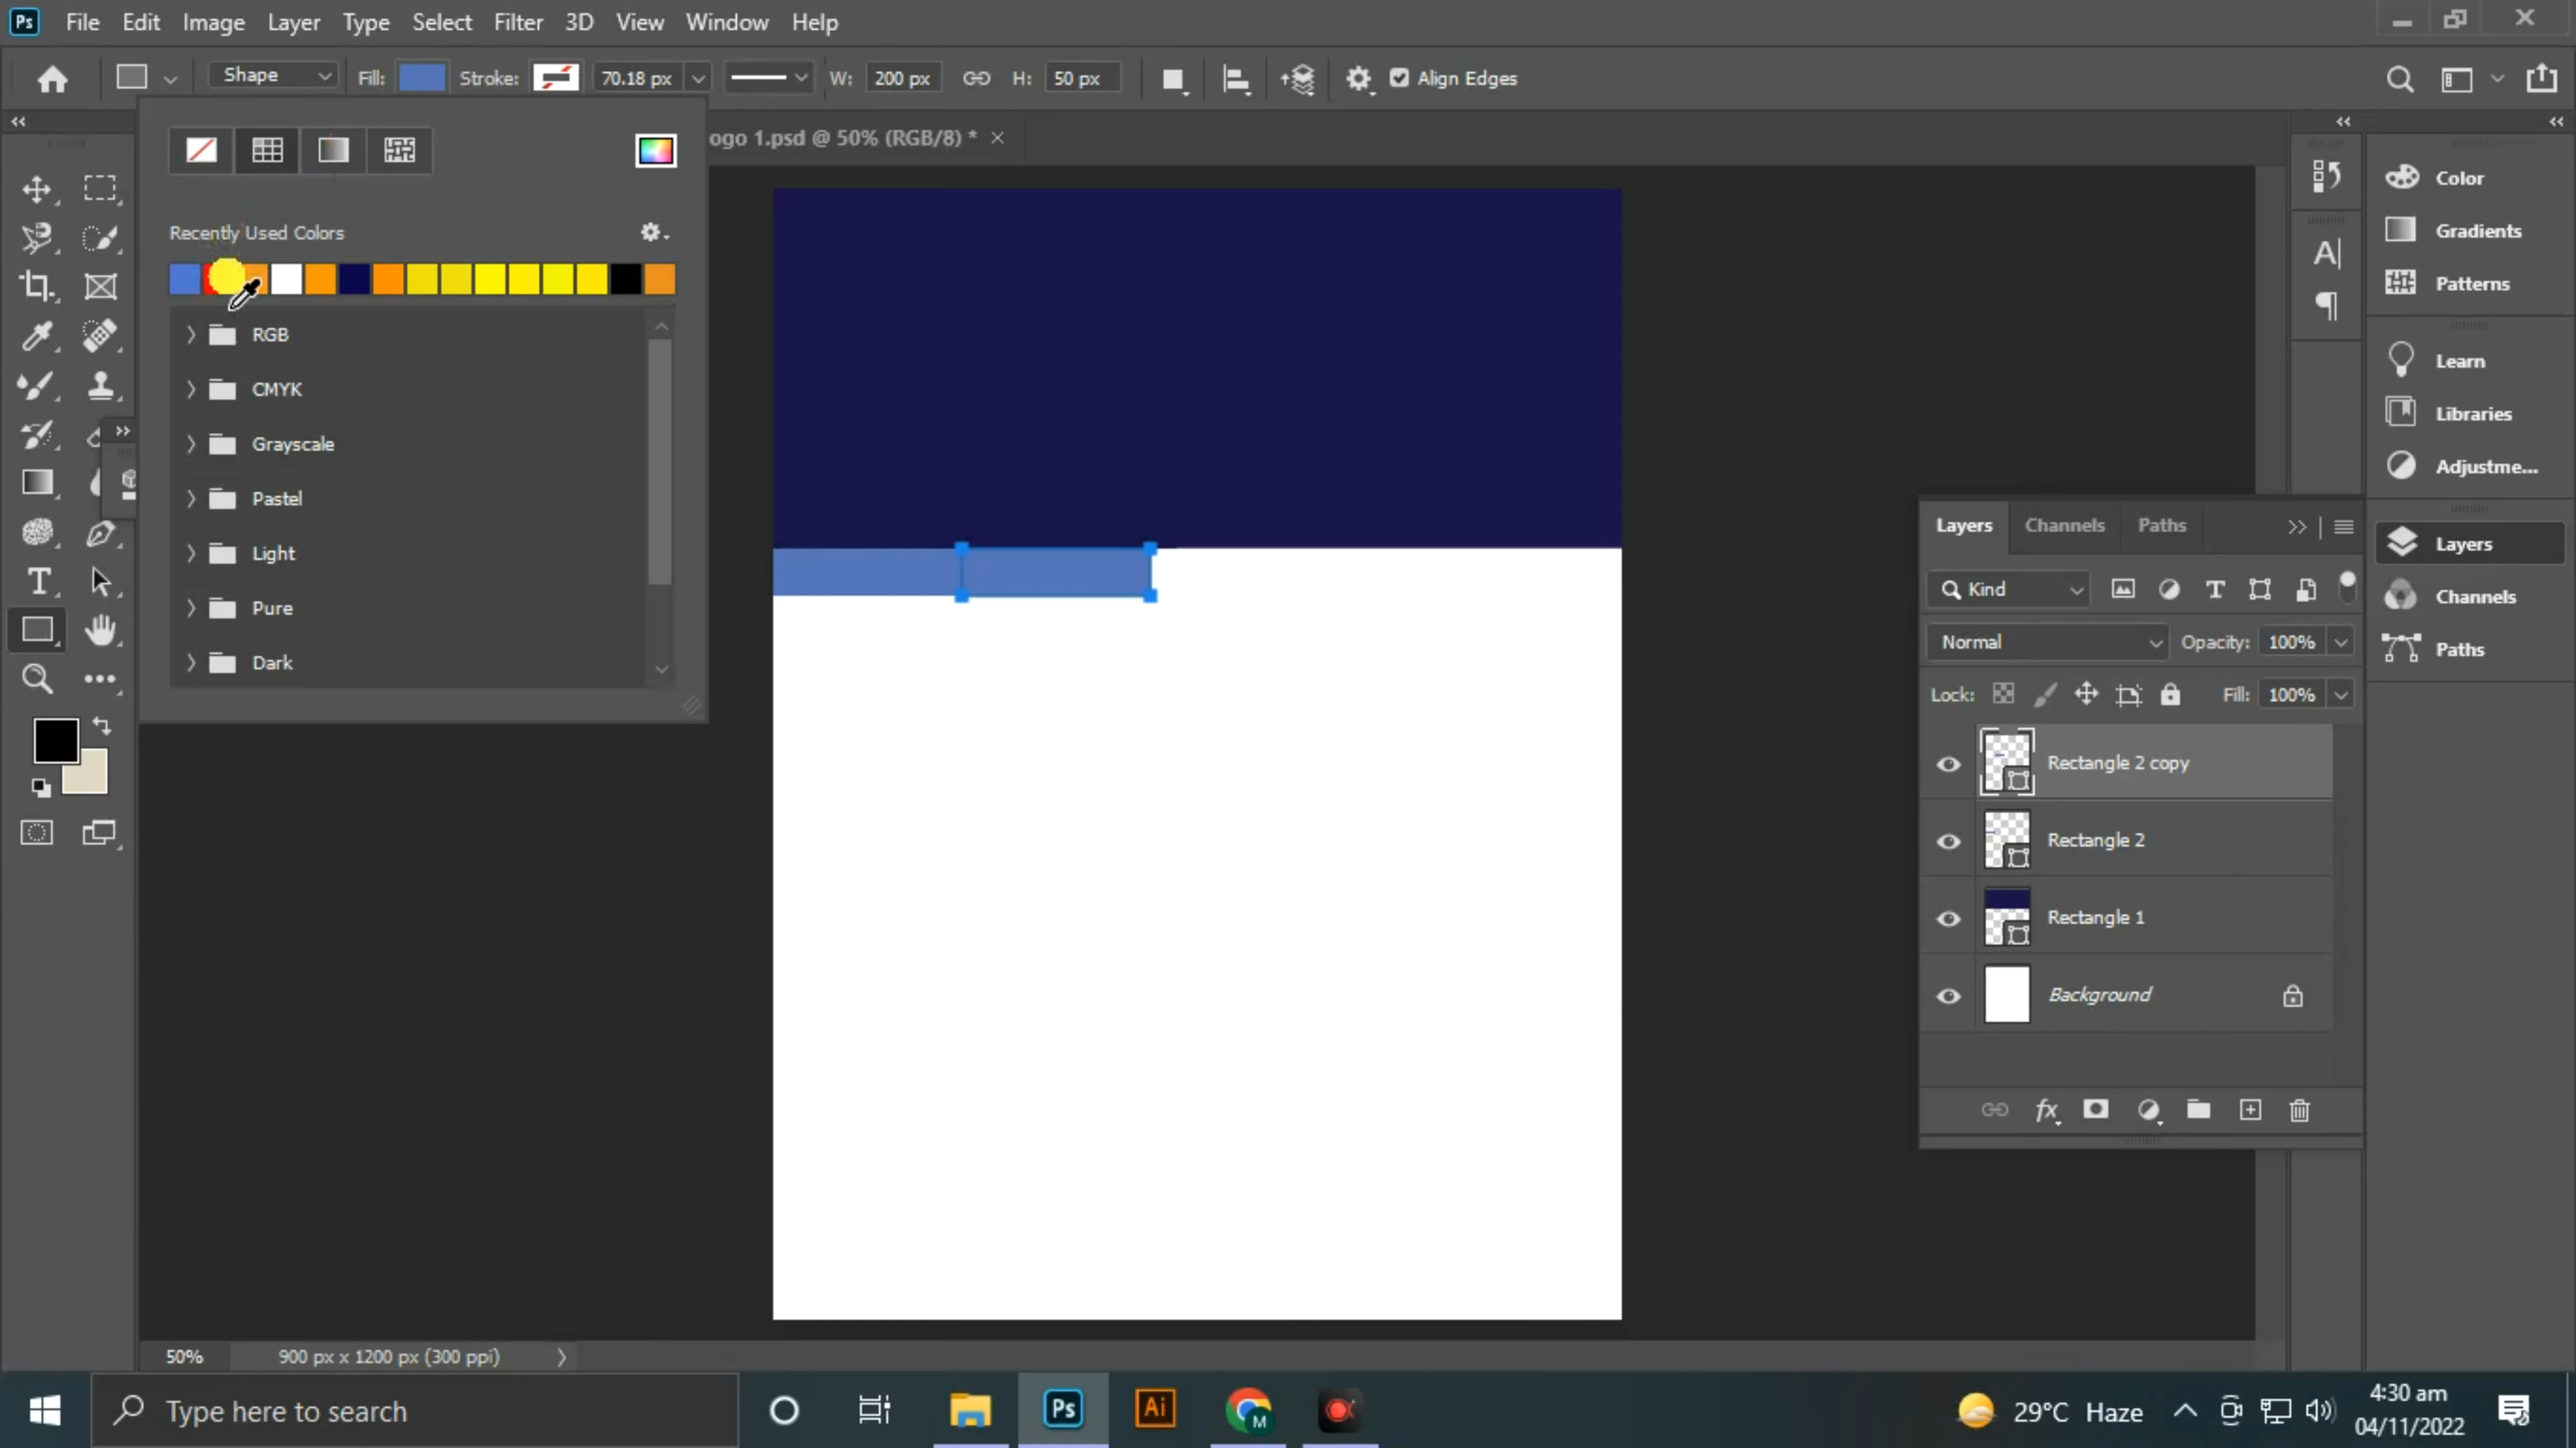 Ps File Edit Image Layer Type Select Filter 3D View Window Help
Shape Fill: Stroke: 70.18 px W: 200 px H: 50 px Align Edges
ogo 1.psd @ 50% (RGB/8) *
Recently Used Colors
RGB
CMYK
Grayscale
Pastel
Light
Pure
Dark
T
50% 900 px x 1200 px (300 ppi)
A
Color
Gradients
Patterns
Learn
Libraries
Adjustme...
Layers
Channels
Paths
Layers Channels Paths
Kind T
Normal Opacity: 100%
Lock: Fill: 100%
Rectangle 2 copy
Rectangle 2
Rectangle 1
Background
fx
Type here to search
Ps Ai M
29°C Haze
4:30 am
04/11/2022